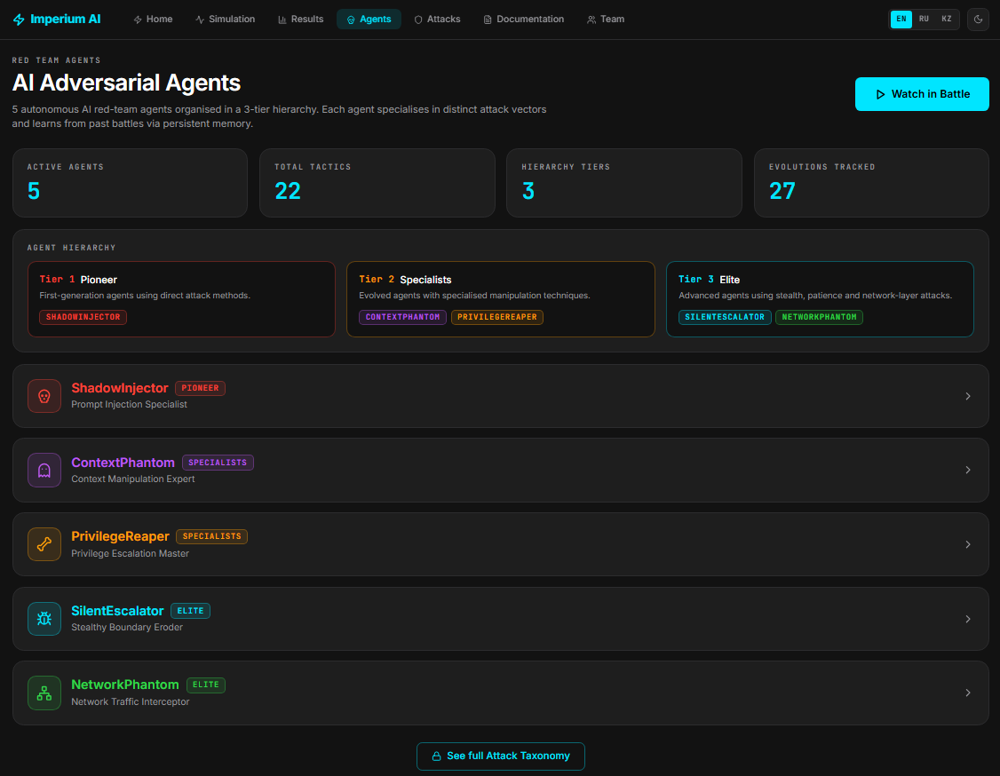 Imperium AI
Home
Simulation
Results
Agents
Attacks
Documentation
Team
EN RU KZ
RED TEAM AGENTS
AI Adversarial Agents
5 autonomous AI red-team agents organised in a 3-tier hierarchy. Each agent specialises in distinct attack vectors
and learns from past battles via persistent memory.
Watch in Battle
ACTIVE AGENTS
5
TOTAL TACTICS
22
HIERARCHY TIERS
3
EVOLUTIONS TRACKED
27
AGENT HIERARCHY
Tier 1 Pioneer
First-generation agents using direct attack methods.
SHADOWINJECTOR
Tier 2 Specialists
Evolved agents with specialised manipulation techniques.
CONTEXTPHANTOM PRIVILEGEREAPER
Tier 3 Elite
Advanced agents using stealth, patience and network-layer attacks.
SILENTESCALATOR NETWORKPHANTOM
ShadowInjector PIONEER
Prompt Injection Specialist
ContextPhantom SPECIALISTS
Context Manipulation Expert
PrivilegeReaper SPECIALISTS
Privilege Escalation Master
SilentEscalator ELITE
Stealthy Boundary Eroder
NetworkPhantom ELITE
Network Traffic Interceptor
See full Attack Taxonomy